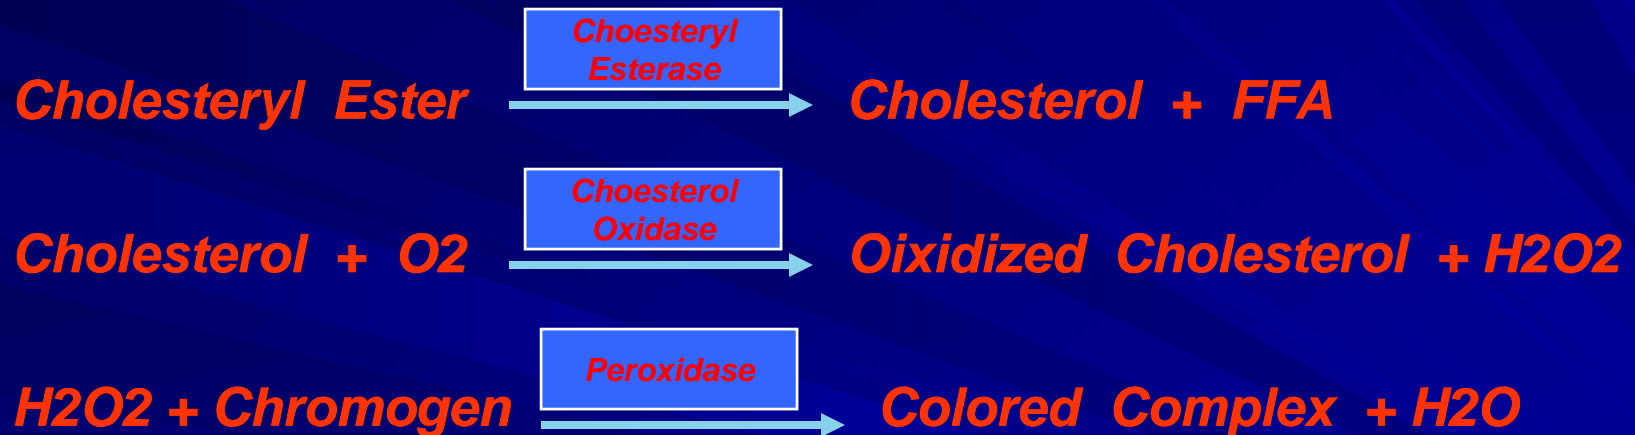 Choesteryl
Esterase
Cholesteryl Ester Cholesterol + FFA
Choesterol
Oxidase
Cholesterol + O2 Oixidized Cholesterol + H2O2
Peroxidase
H2O2 + Chromogen Colored Complex + H2O